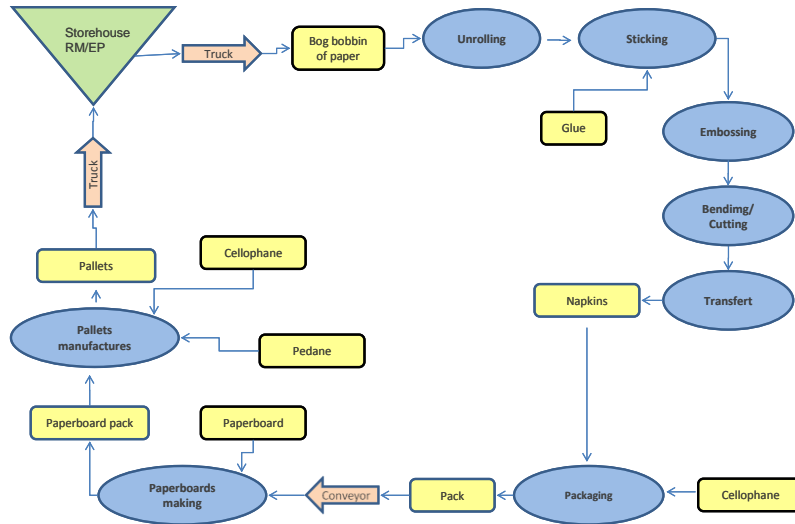 Storehouse
RM/EP
Truck
Bog bobbin
of paper
Unrolling
Sticking
Glue
Embossing
Bendimg/
Cutting
Transfert
Napkins
Truck
Pallets
Cellophane
Pallets
manufactures
Pedane
Paperboard pack
Paperboard
Paperboards
making
Conveyor
Pack
Packaging
Cellophane